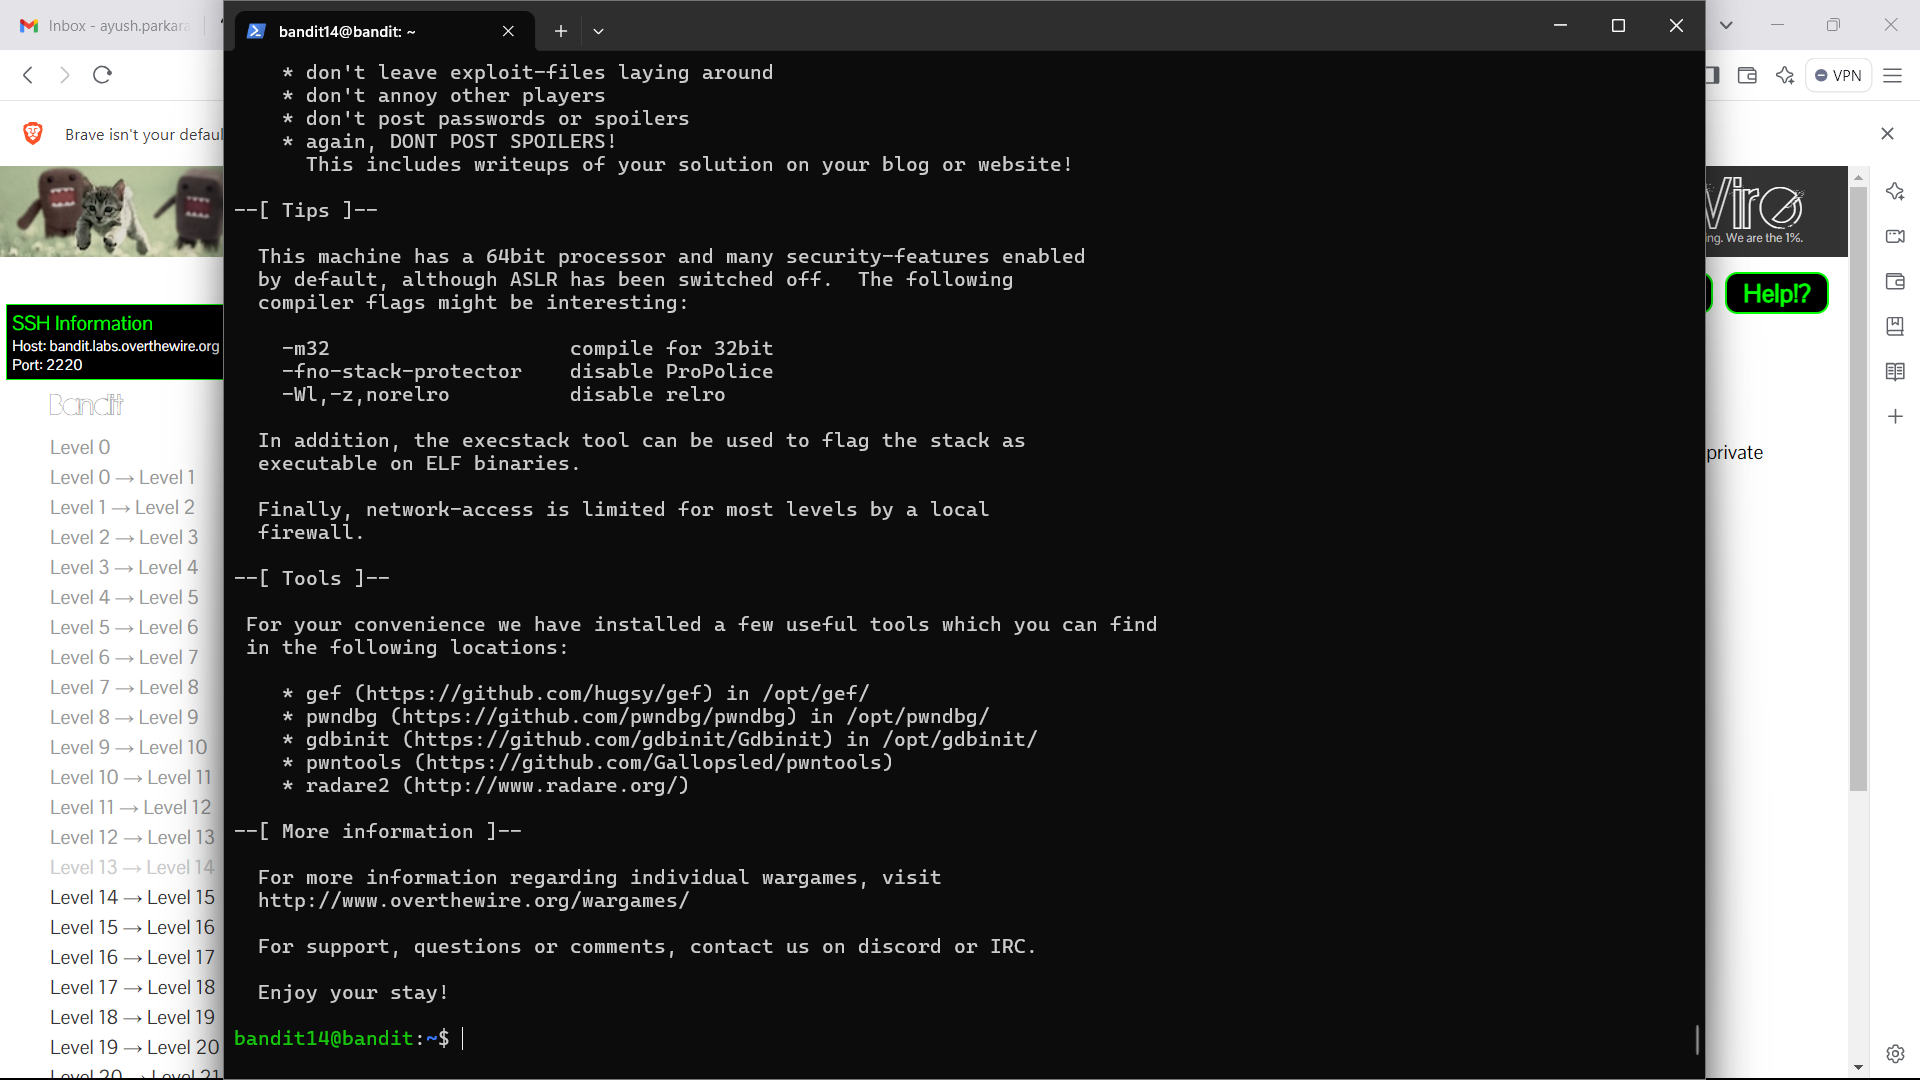 Inbox - ayush.parkara
bandit14@bandit: ~
VPN
Brave isn't your defaul
SSH Information
Host: bandit.labs.overthewire.org
Port: 2220
Bandit
Level 0
Level 0 → Level 1
Level 1 → Level 2
Level 2 → Level 3
Level 3 → Level 4
Level 4 → Level 5
Level 5 → Level 6
Level 6 → Level 7
Level 7 → Level 8
Level 8 → Level 9
Level 9 → Level 10
Level 10 → Level 11
Level 11 → Level 12
Level 12 → Level 13
Level 13 → Level 14
Level 14 → Level 15
Level 15 → Level 16
Level 16 → Level 17
Level 17 → Level 18
Level 18 → Level 19
Level 19 → Level 20
Level 20 → Level 21
* don't leave exploit-files laying around
* don't annoy other players
* don't post passwords or spoilers
* again, DONT POST SPOILERS!
This includes writeups of your solution on your blog or website!
--[ Tips ]--
This machine has a 64bit processor and many security-features enabled
by default, although ASLR has been switched off.  The following
compiler flags might be interesting:
-m32                    compile for 32bit
-fno-stack-protector    disable ProPolice
-Wl,-z,norelro          disable relro
In addition, the execstack tool can be used to flag the stack as
executable on ELF binaries.
Finally, network-access is limited for most levels by a local
firewall.
--[ Tools ]--
For your convenience we have installed a few useful tools which you can find
in the following locations:
* gef (https://github.com/hugsy/gef) in /opt/gef/
* pwndbg (https://github.com/pwndbg/pwndbg) in /opt/pwndbg/
* gdbinit (https://github.com/gdbinit/Gdbinit) in /opt/gdbinit/
* pwntools (https://github.com/Gallopsled/pwntools)
* radare2 (http://www.radare.org/)
--[ More information ]--
For more information regarding individual wargames, visit
http://www.overthewire.org/wargames/
For support, questions or comments, contact us on discord or IRC.
Enjoy your stay!
bandit14@bandit:~$
Wire
ng. We are the 1%.
Help!?
private